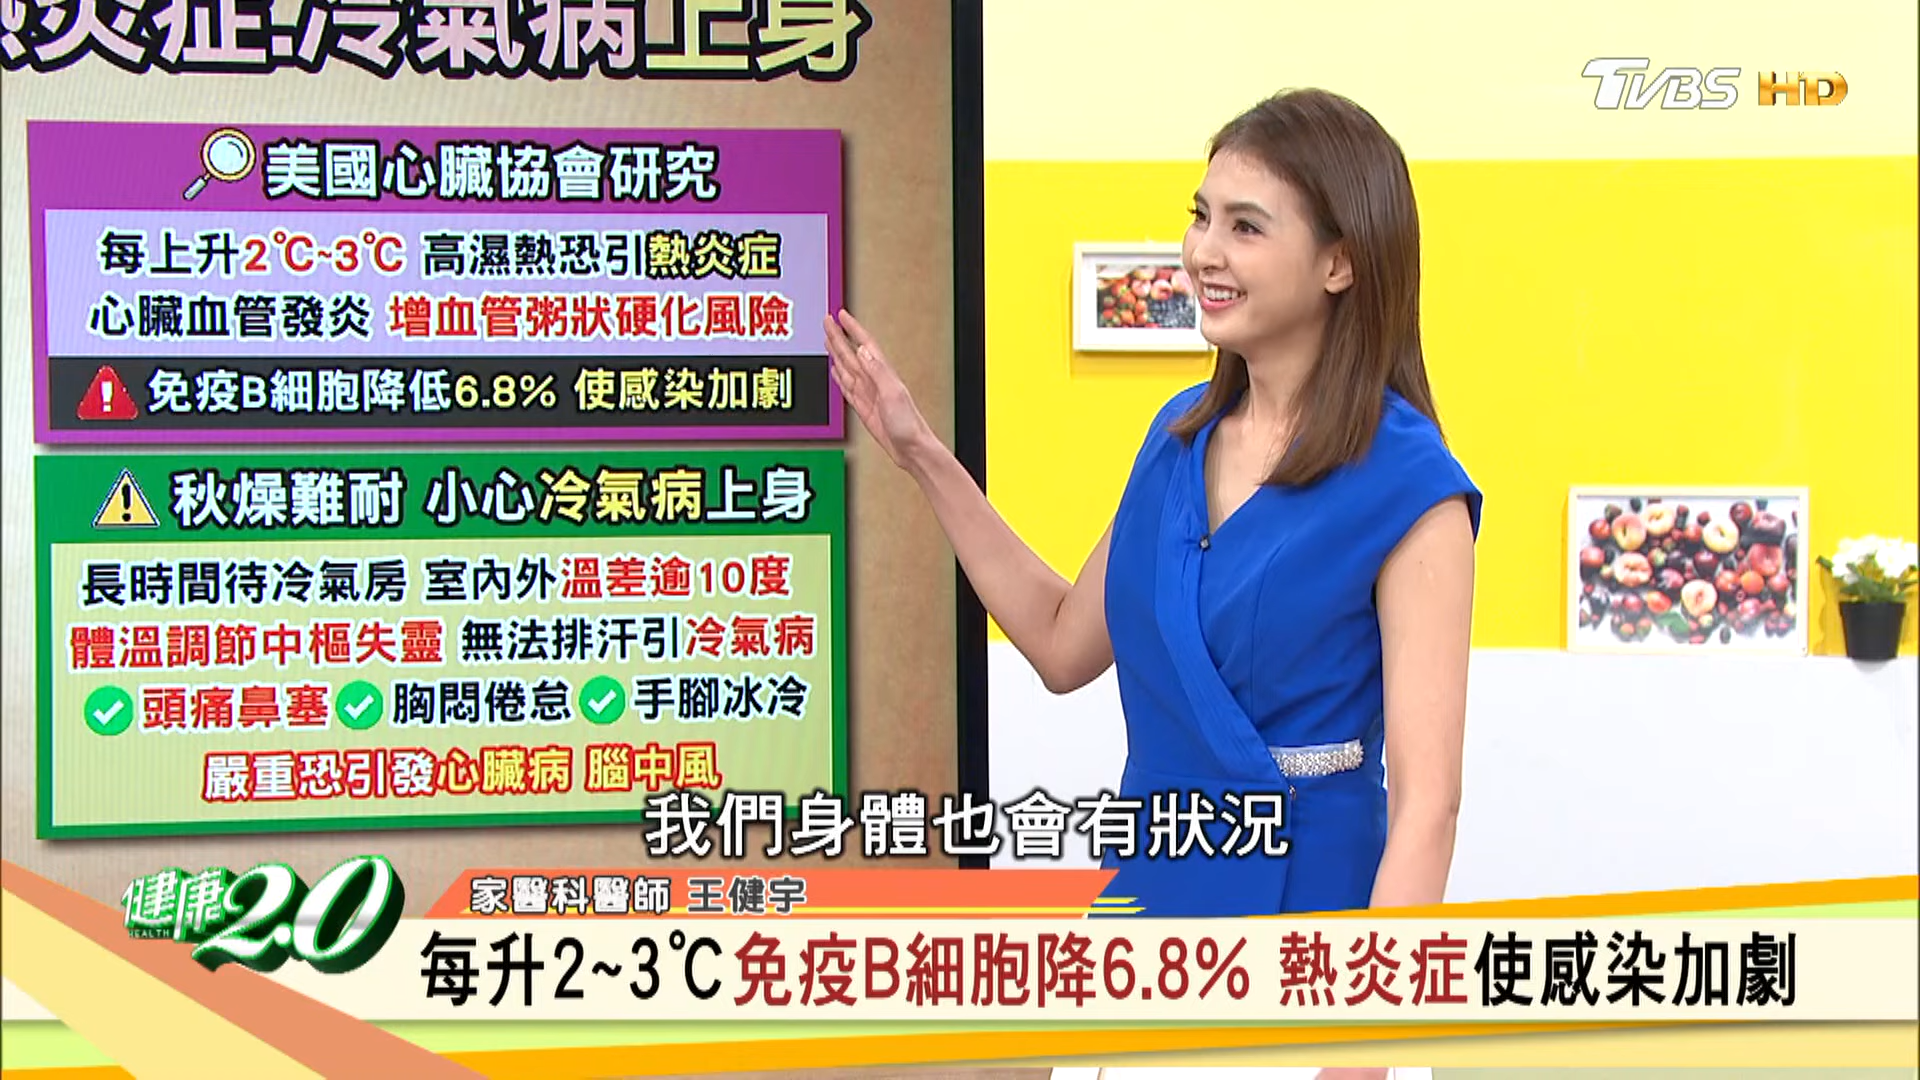 炎症.冷氣病上身
TVBS HD
美國心臟協會研究
每上升2℃~3℃ 高濕熱恐引熱炎症
心臟血管發炎 增血管粥狀硬化風險
免疫B細胞降低6.8% 使感染加劇
秋燥難耐 小心冷氣病上身
長時間待冷氣房 室內外溫差逾10度
體溫調節中樞失靈 無法排汗引冷氣病
頭痛鼻塞 胸悶倦怠 手腳冰冷
嚴重恐引發心臟病 腦中風
我們身體也會有狀況
健康2.0
HEALTH
家醫科醫師 王健宇
每升2~3℃免疫B細胞降6.8% 熱炎症使感染加劇